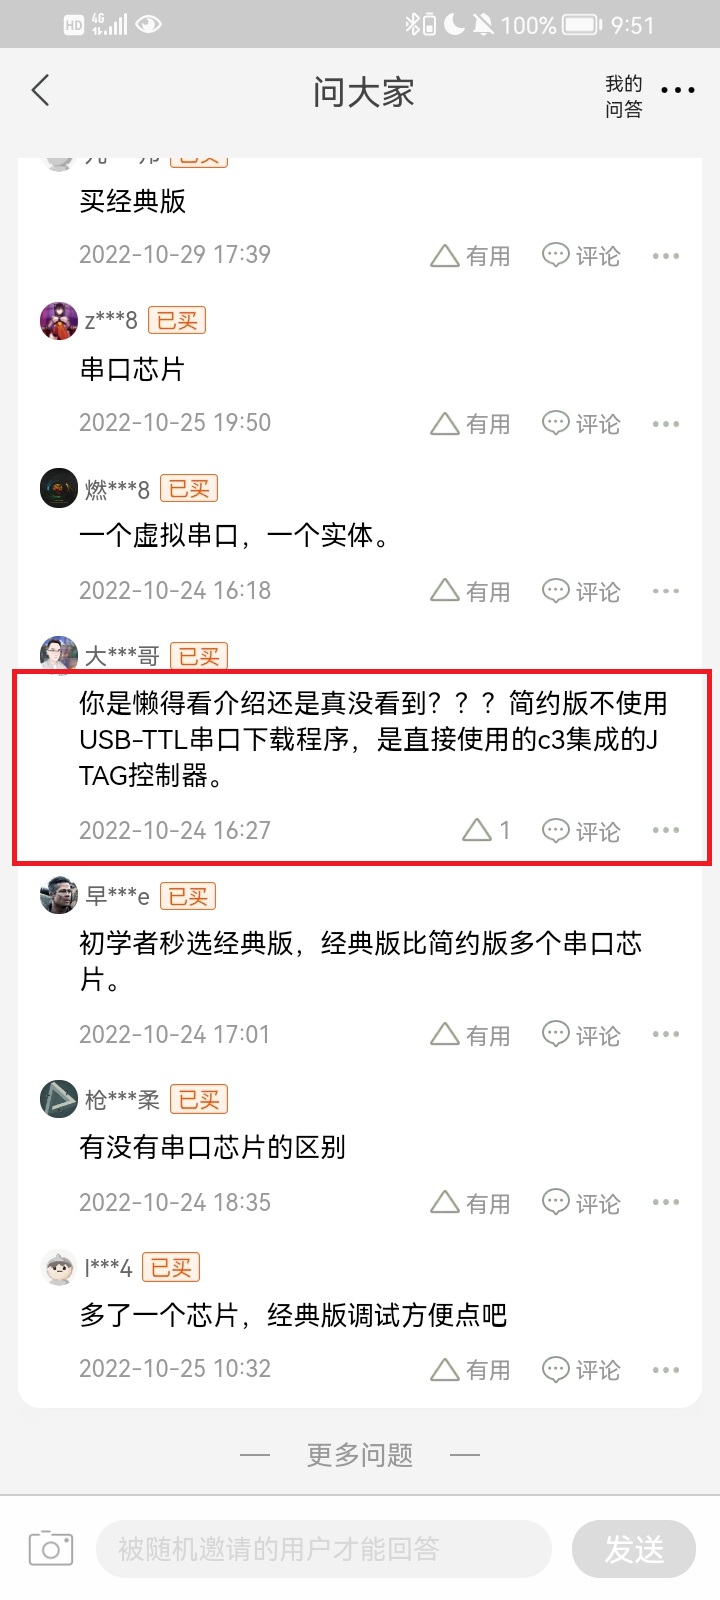 HD 4G 100% 9:51
问大家
我的
问答
已买
买经典版
2022-10-29 17:39 有用 评论
z***8 已买
串口芯片
2022-10-25 19:50 有用 评论
燃***8 已买
一个虚拟串口，一个实体。
2022-10-24 16:18 有用 评论
大***哥 已买
你是懒得看介绍还是真没看到？？？简约版不使用
USB-TTL串口下载程序，是直接使用的c3集成的J
TAG控制器。
2022-10-24 16:27 1 评论
早***e 已买
初学者秒选经典版，经典版比简约版多个串口芯
片。
2022-10-24 17:01 有用 评论
枪***柔 已买
有没有串口芯片的区别
2022-10-24 18:35 有用 评论
l***4 已买
多了一个芯片，经典版调试方便点吧
2022-10-25 10:32 有用 评论
更多问题
被随机邀请的用户才能回答 发送